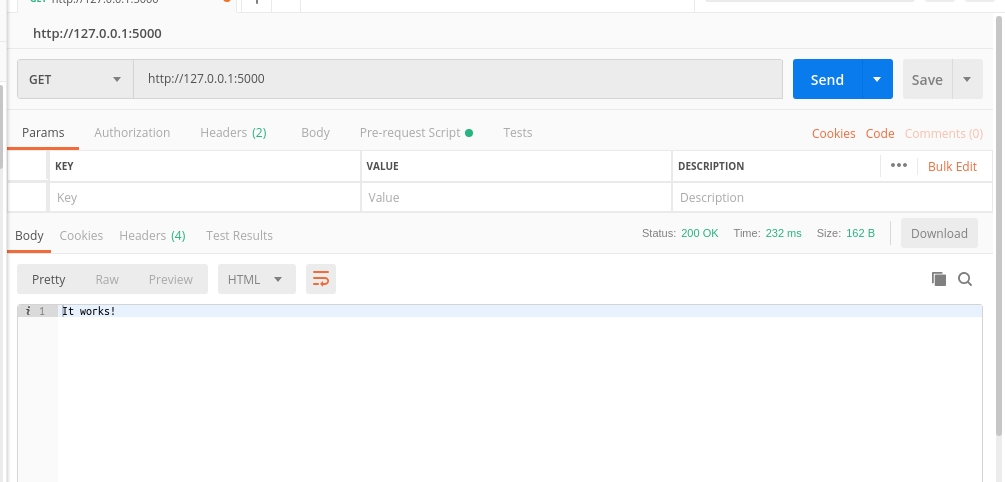 GET http://127.0.0.1:5000 +
http://127.0.0.1:5000
GET http://127.0.0.1:5000 Send Save
Params Authorization Headers (2) Body Pre-request Script Tests Cookies Code Comments (0)
KEY VALUE DESCRIPTION ••• Bulk Edit
Key Value Description
Body Cookies Headers (4) Test Results Status: 200 OK Time: 232 ms Size: 162 B Download
Pretty Raw Preview HTML
i 1 It works!